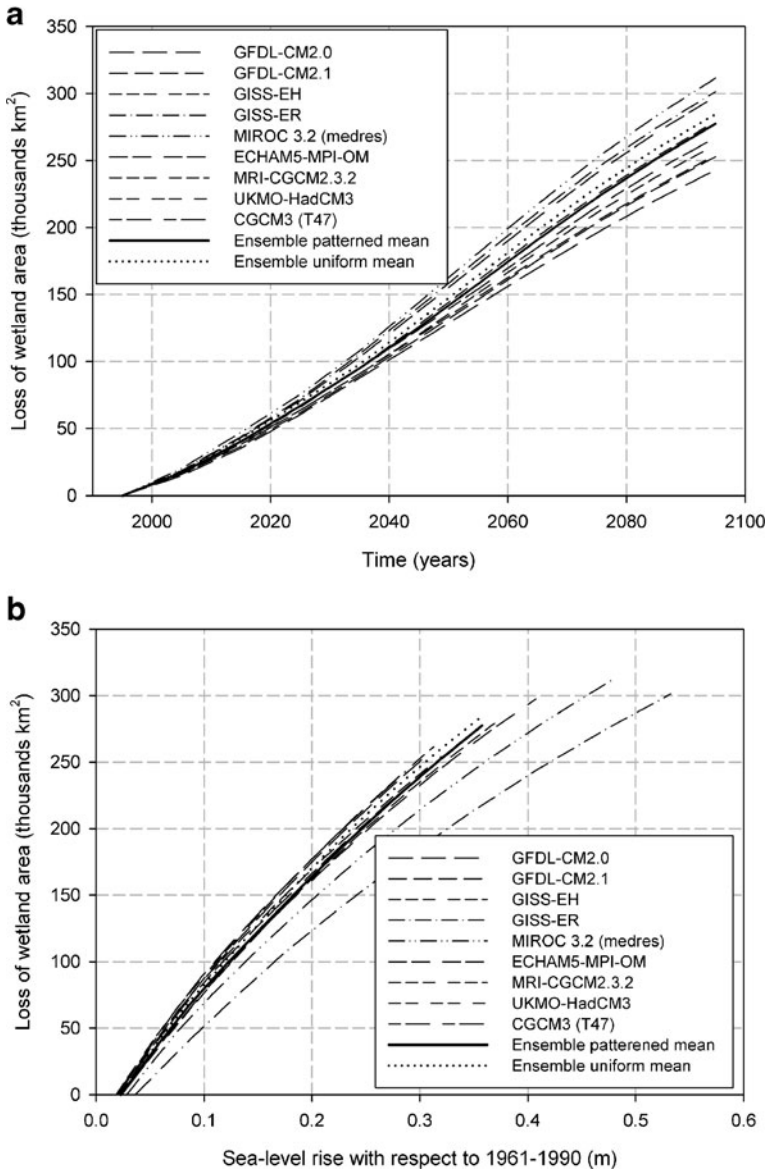 a
350
300
250
200
150
100
50
0
Loss of wetland area (thousands km²)
GFDL-CM2.0
GFDL-CM2.1
GISS-EH
GISS-ER
MIROC 3.2 (medres)
ECHAM5-MPI-OM
MRI-CGCM2.3.2
UKMO-HadCM3
CGCM3 (T47)
Ensemble patterned mean
Ensemble uniform mean
2000 2020 2040 2060 2080 2100
Time (years)
b
350
300
250
200
150
100
50
0
Loss of wetland area (thousands km²)
GFDL-CM2.0
GFDL-CM2.1
GISS-EH
GISS-ER
MIROC 3.2 (medres)
ECHAM5-MPI-OM
MRI-CGCM2.3.2
UKMO-HadCM3
CGCM3 (T47)
Ensemble patterened mean
Ensemble uniform mean
0.0 0.1 0.2 0.3 0.4 0.5 0.6
Sea-level rise with respect to 1961-1990 (m)